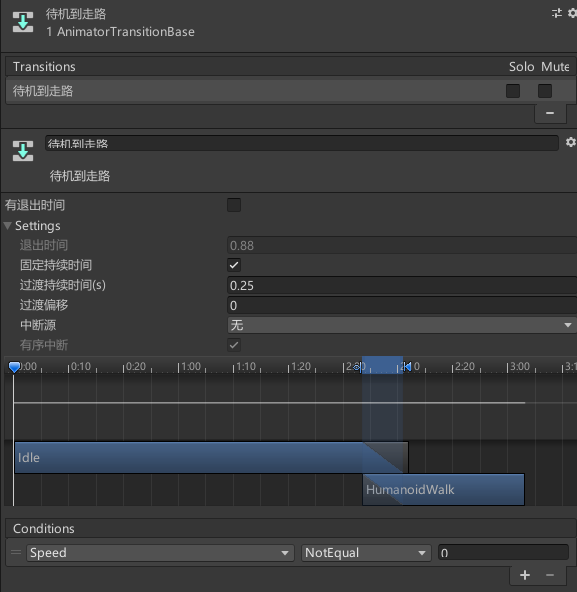 待机到走路
1 AnimatorTransitionBase
Transitions Solo Mute
待机到走路
待机到走路
待机到走路
有退出时间
Settings
退出时间 0.88
固定持续时间
过渡持续时间(s) 0.25
过渡偏移 0
中断源 无
有序中断
0:00 0:10 0:20 1:00 1:10 1:20 2:00 2:10 2:20 3:00 3:1
Idle
HumanoidWalk
Conditions
Speed NotEqual 0